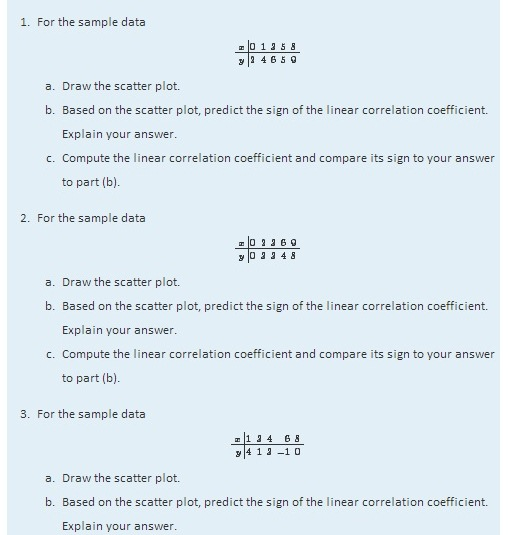 1. For the sample data
x 0 1 3 5 8
y 2 4 6 5 9
a. Draw the scatter plot.
b. Based on the scatter plot, predict the sign of the linear correlation coefficient.
Explain your answer.
c. Compute the linear correlation coefficient and compare its sign to your answer
to part (b).
2. For the sample data
x 0 2 3 6 9
y 0 3 3 4 8
a. Draw the scatter plot.
b. Based on the scatter plot, predict the sign of the linear correlation coefficient.
Explain your answer.
c. Compute the linear correlation coefficient and compare its sign to your answer
to part (b).
3. For the sample data
x 1 3 4 6 8
y 4 1 3 −1 0
a. Draw the scatter plot.
b. Based on the scatter plot, predict the sign of the linear correlation coefficient.
Explain your answer.